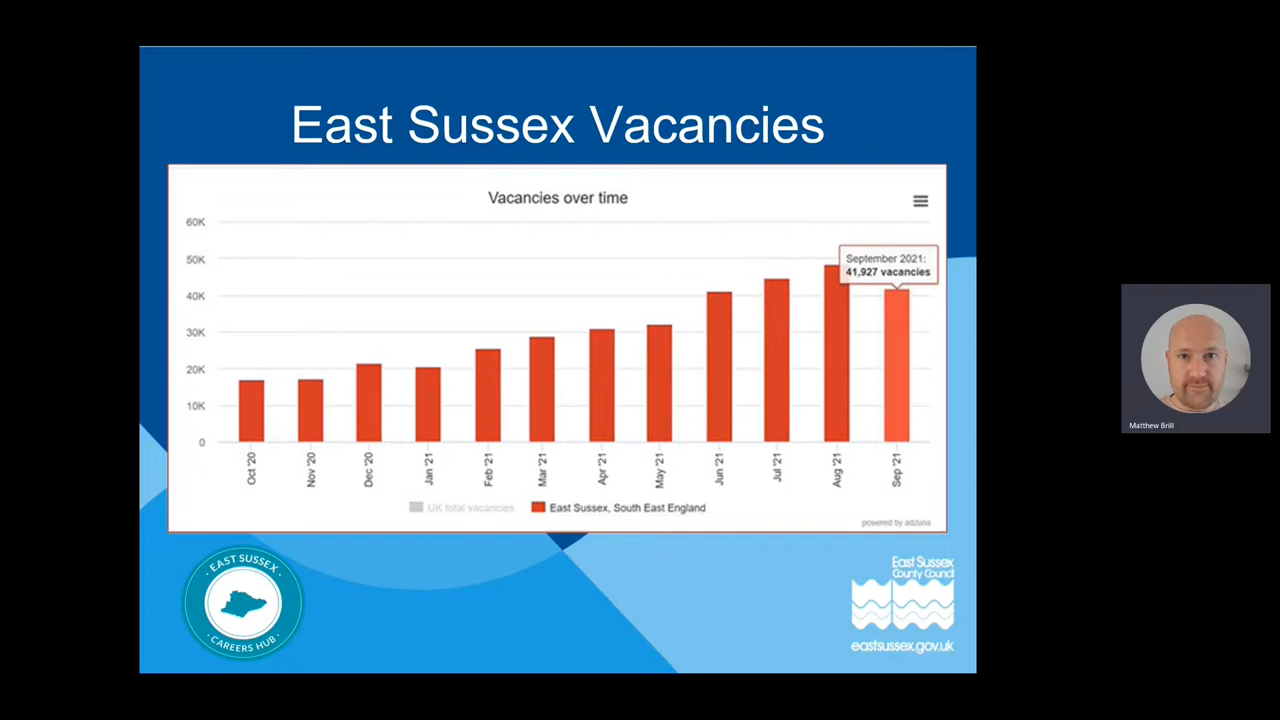 East Sussex Vacancies
Vacancies over time
60K
50K
40K
30K
20K
10K
0
September 2021:
41,927 vacancies
Oct '20
Nov '20
Dec '20
Jan '21
Feb '21
Mar '21
Apr '21
May '21
Jun '21
Jul '21
Aug '21
Sep '21
UK total vacancies
East Sussex, South East England
powered by adzuna
EAST SUSSEX
CAREERS HUB
East Sussex
County Council
eastsussex.gov.uk
Matthew Brill